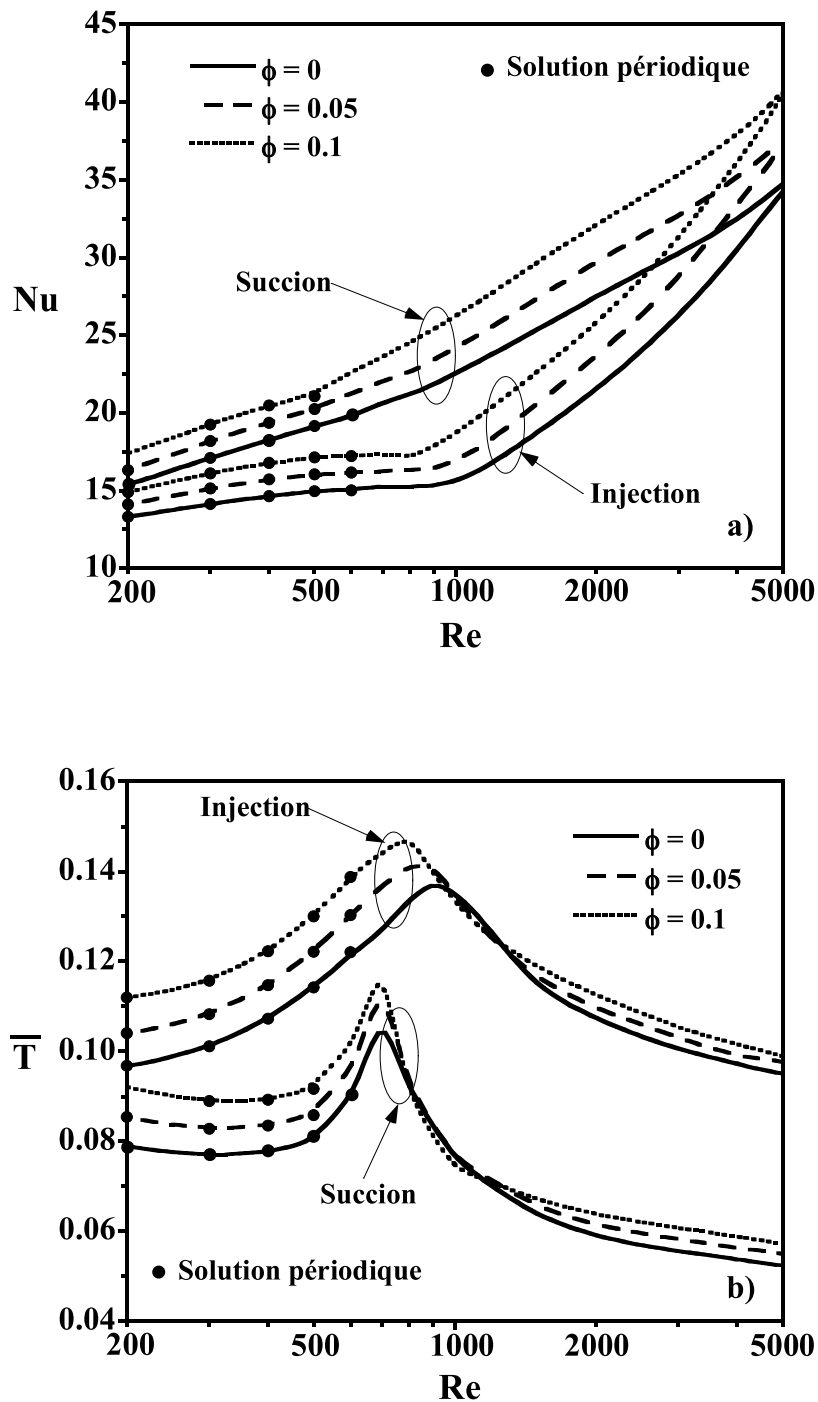 45
40
35
30
25
20
15
10
Nu
ϕ = 0
ϕ = 0.05
ϕ = 0.1
Solution périodique
Succion
Injection
a)
200
500
1000
2000
5000
Re
0.16
0.14
0.12
0.10
0.08
0.06
0.04
T̅
Injection
ϕ = 0
ϕ = 0.05
ϕ = 0.1
Succion
Solution périodique
b)
200
500
1000
2000
5000
Re